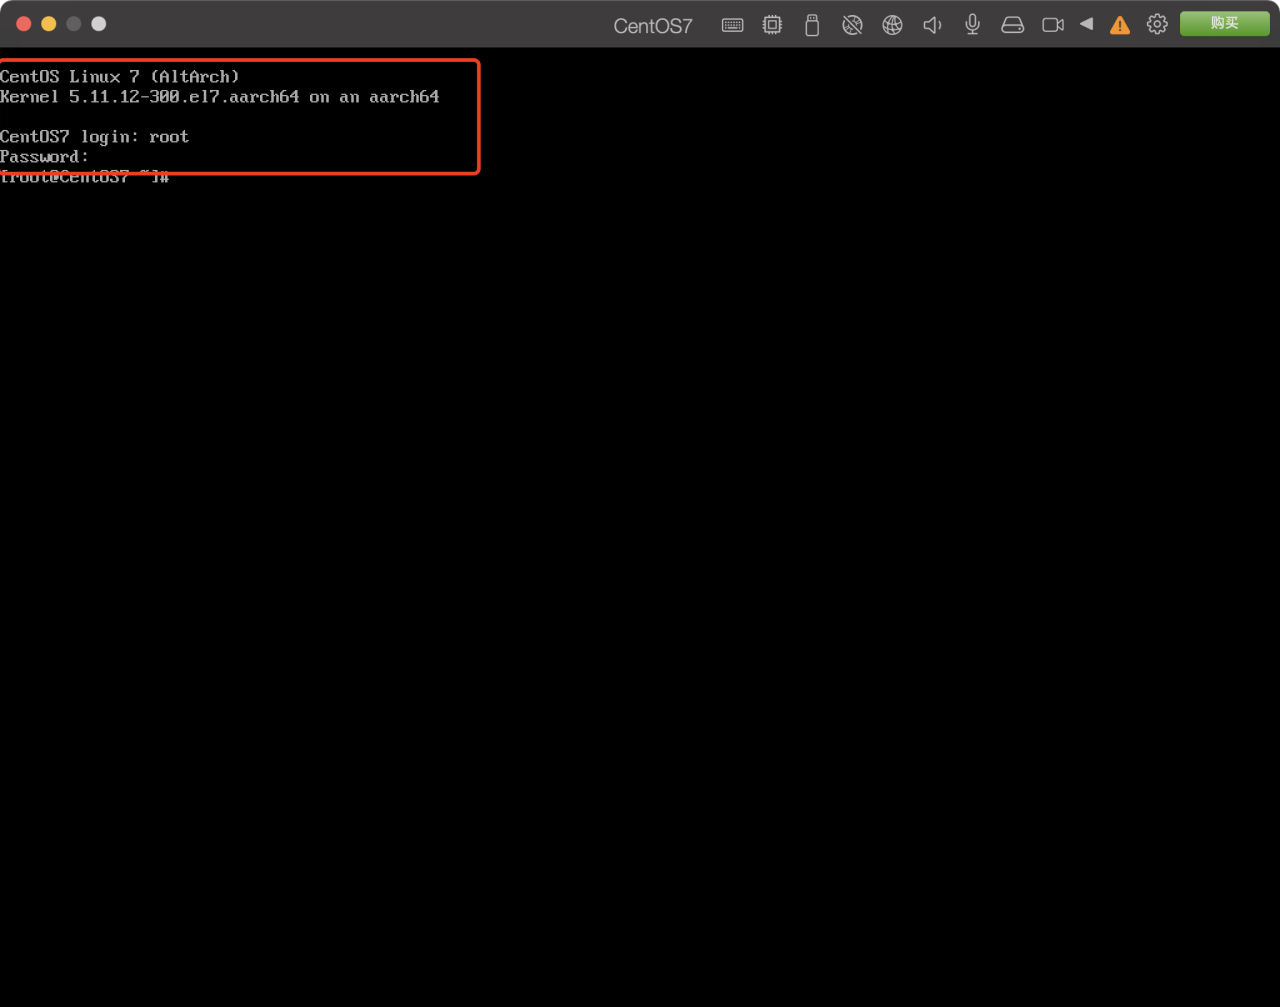 CentOS7
购买
CentOS Linux 7 (AltArch)
Kernel 5.11.12-300.el7.aarch64 on an aarch64
CentOS7 login: root
Password:
[root@CentOS7 ~]#